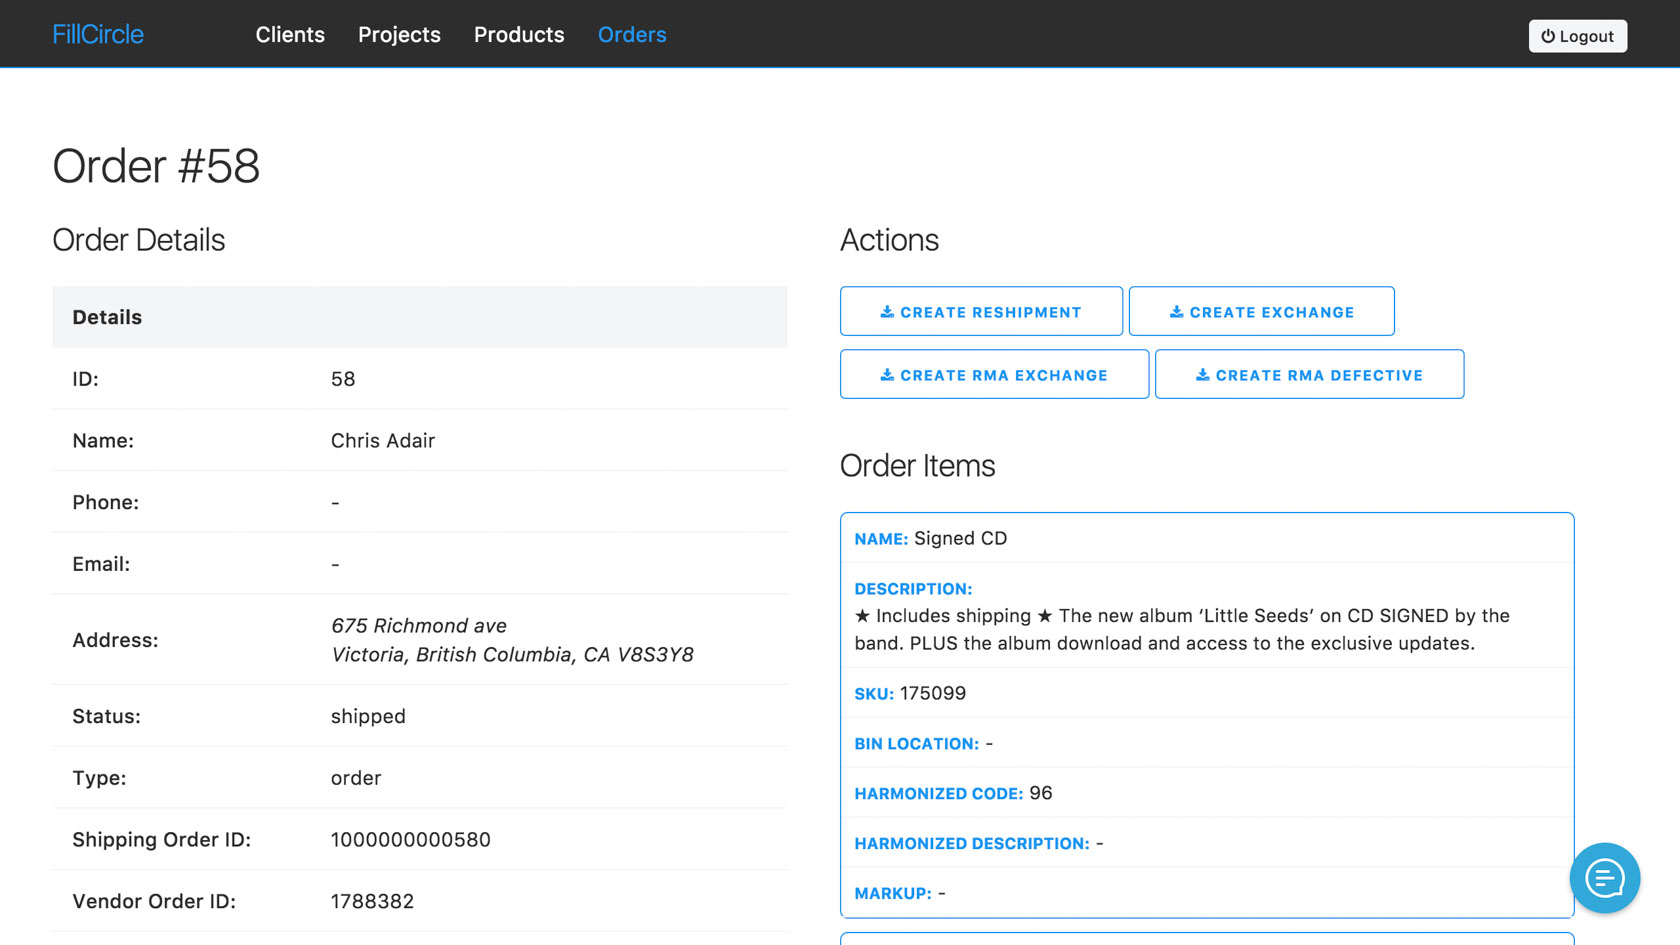 FillCircle
Clients
Projects
Products
Orders
Logout
Order #58
Order Details
Details
ID: 58
Name: Chris Adair
Phone: -
Email: -
Address: 675 Richmond ave
Victoria, British Columbia, CA V8S3Y8
Status: shipped
Type: order
Shipping Order ID: 1000000000580
Vendor Order ID: 1788382
Actions
CREATE RESHIPMENT
CREATE EXCHANGE
CREATE RMA EXCHANGE
CREATE RMA DEFECTIVE
Order Items
NAME: Signed CD
DESCRIPTION:
★ Includes shipping ★ The new album ‘Little Seeds’ on CD SIGNED by the
band. PLUS the album download and access to the exclusive updates.
SKU: 175099
BIN LOCATION: -
HARMONIZED CODE: 96
HARMONIZED DESCRIPTION: -
MARKUP: -